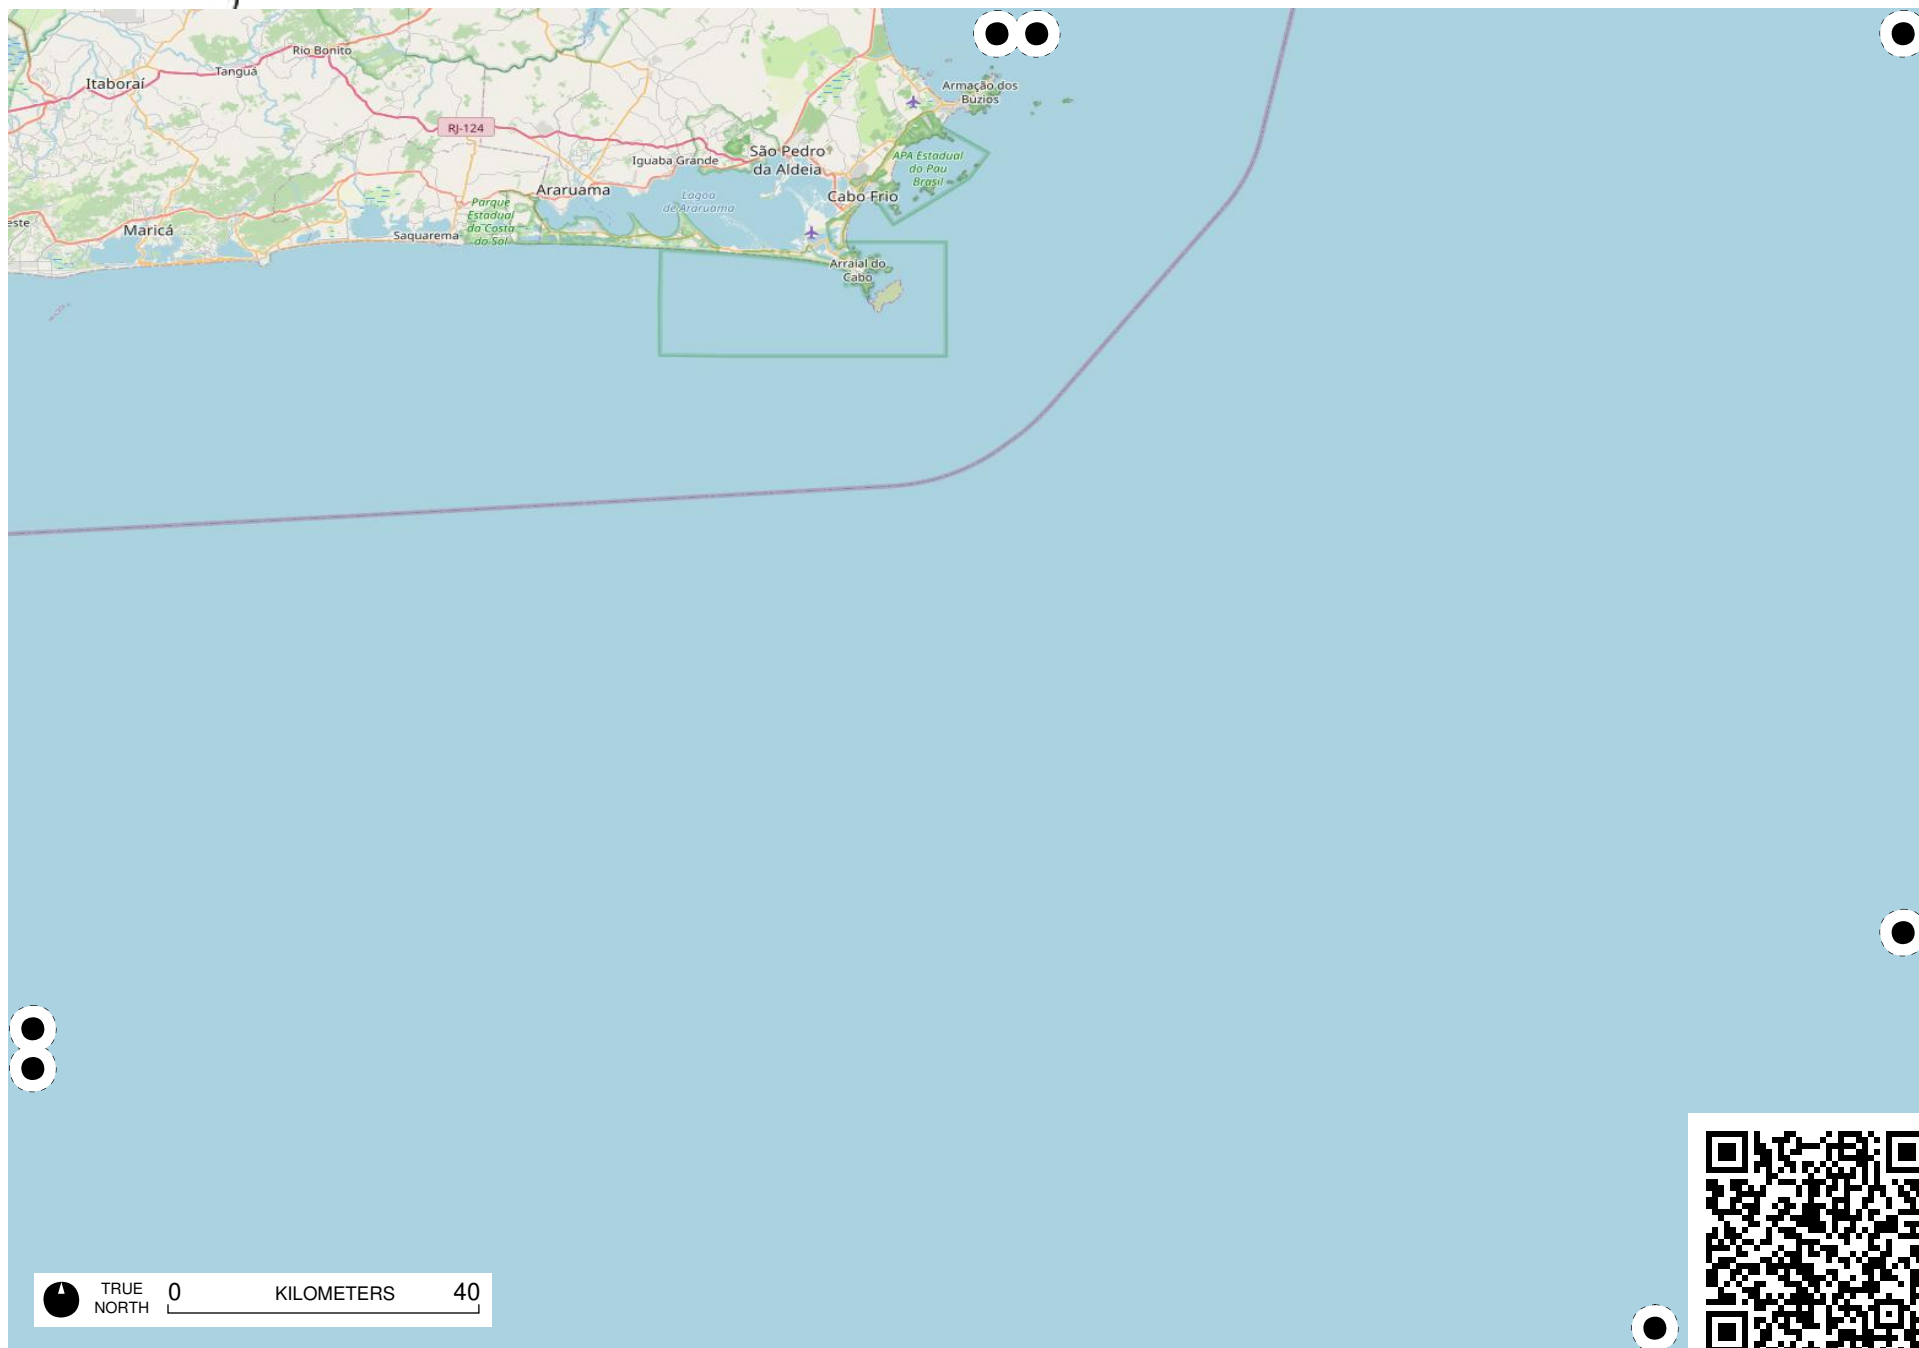 Rio Bonito
Tanguá
Itaboraí
Armação dos
Búzios
RJ-124
São Pedro
da Aldeia
Iguaba Grande
APA Estadual
do Pau
Brasil
Araruama
Lagoa
de Araruama
Cabo Frio
Parque
Estadual
da Costa
do Sol
este
Maricá
Saquarema
Arraial do
Cabo
TRUE
NORTH
0
KILOMETERS
40